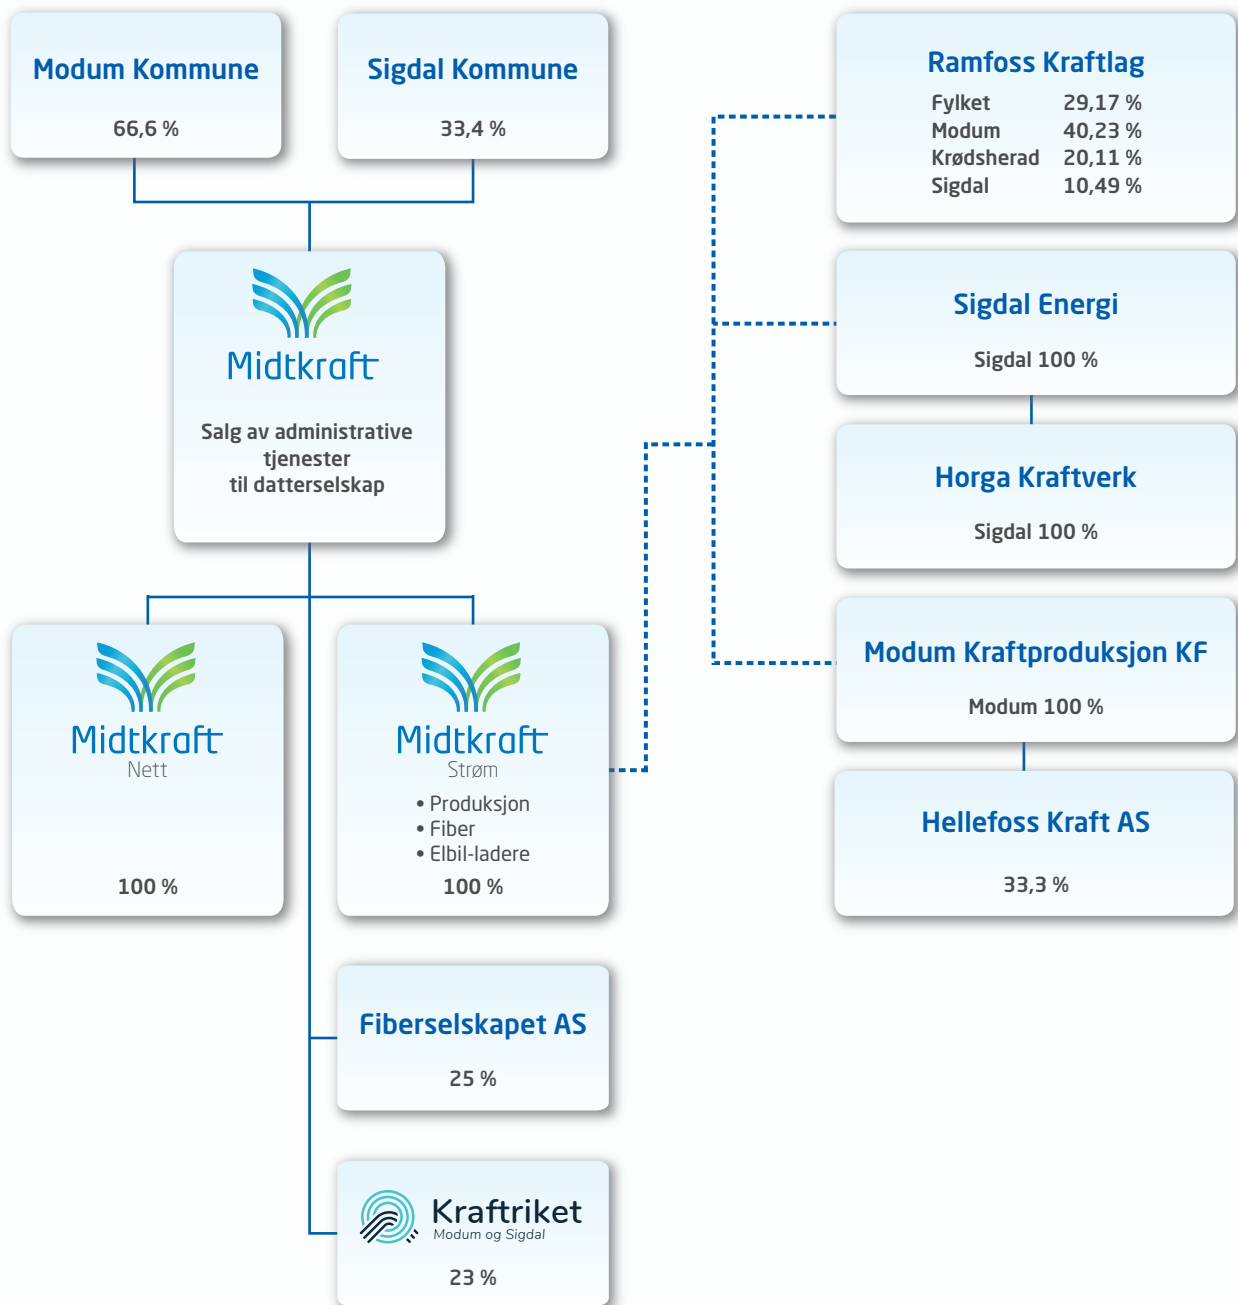 Modum Kommune
66,6 %
Sigdal Kommune
33,4 %
Midtkraft
Salg av administrative
tjenester
til datterselskap
Midtkraft
Nett
100 %
Midtkraft
Strøm
• Produksjon
• Fiber
• Elbil-ladere
100 %
Fiberselskapet AS
25 %
Kraftriket
Modum og Sigdal
23 %
Ramfoss Kraftlag
Fylket 29,17 %
Modum 40,23 %
Krødsherad 20,11 %
Sigdal 10,49 %
Sigdal Energi
Sigdal 100 %
Horga Kraftverk
Sigdal 100 %
Modum Kraftproduksjon KF
Modum 100 %
Hellefoss Kraft AS
33,3 %